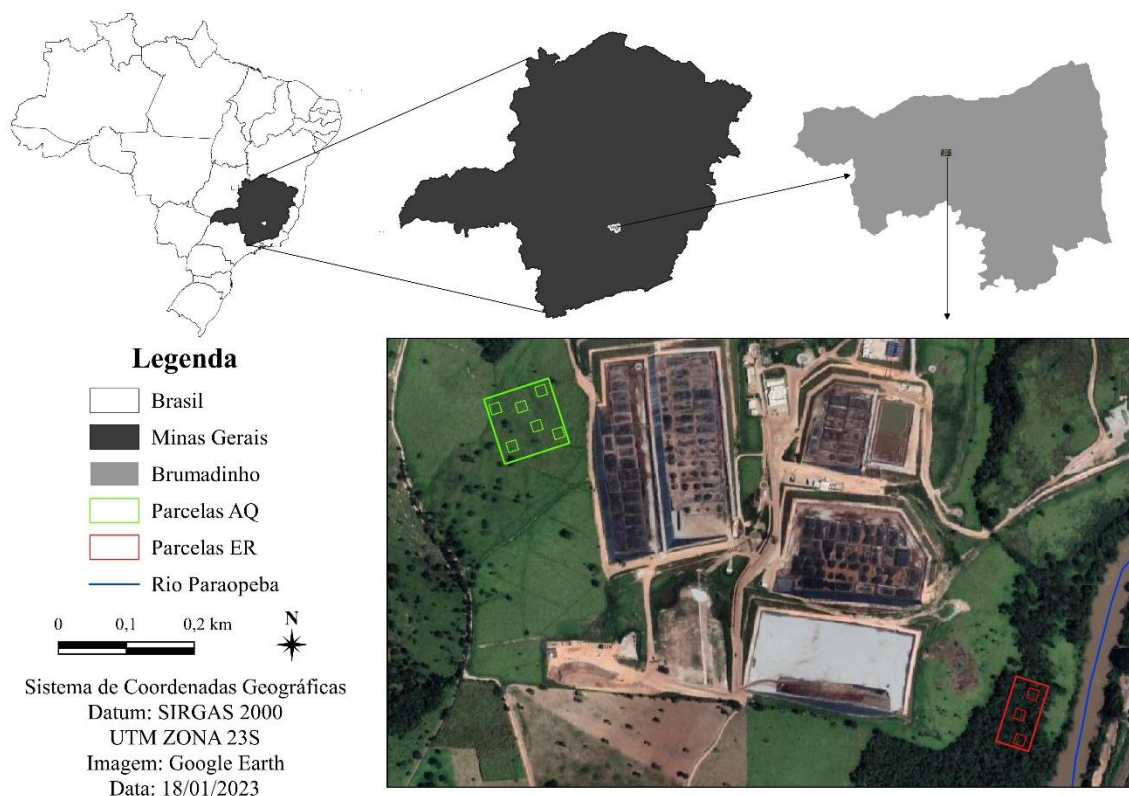 Legenda
Brasil
Minas Gerais
Brumadinho
Parcelas AQ
Parcelas ER
Rio Paraopeba
0 0,1 0,2 km
N
Sistema de Coordenadas Geográficas
Datum: SIRGAS 2000
UTM ZONA 23S
Imagem: Google Earth
Data: 18/01/2023